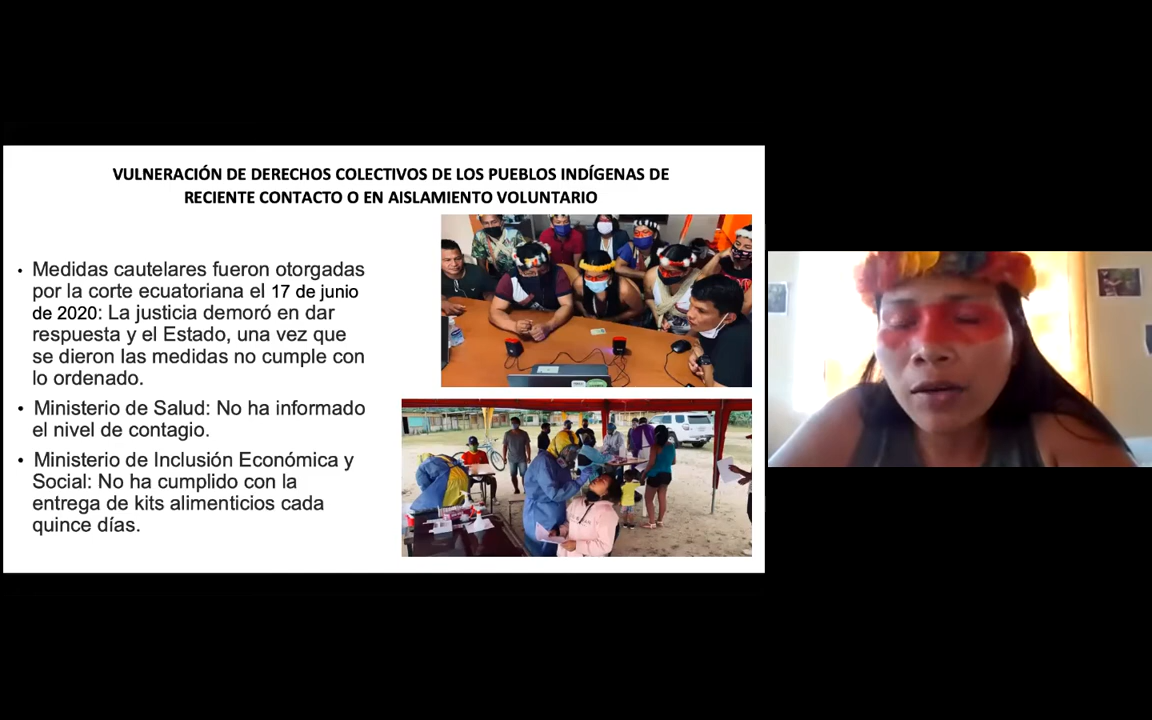 VULNERACIÓN DE DERECHOS COLECTIVOS DE LOS PUEBLOS INDÍGENAS DE
RECIENTE CONTACTO O EN AISLAMIENTO VOLUNTARIO
• Medidas cautelares fueron otorgadas
por la corte ecuatoriana el 17 de junio
de 2020: La justicia demoró en dar
respuesta y el Estado, una vez que
se dieron las medidas no cumple con
lo ordenado.
• Ministerio de Salud: No ha informado
el nivel de contagio.
• Ministerio de Inclusión Económica y
Social: No ha cumplido con la
entrega de kits alimenticios cada
quince días.